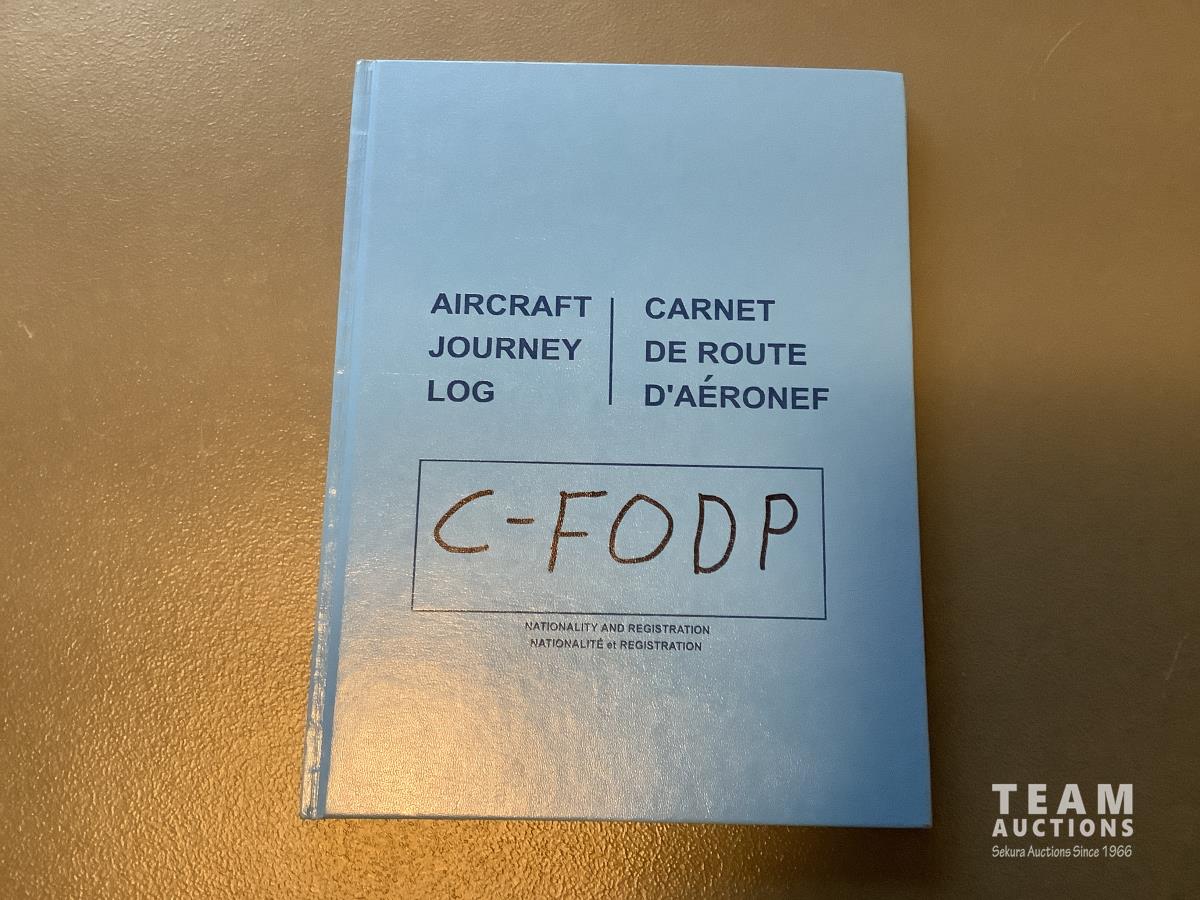 AIRCRAFT
JOURNEY
LOG
CARNET
DE ROUTE
D'AÉRONEF
C-FODP
NATIONALITY AND REGISTRATION
NATIONALITÉ et REGISTRATION
TEAM
AUCTIONS
Sekura Auctions Since 1966